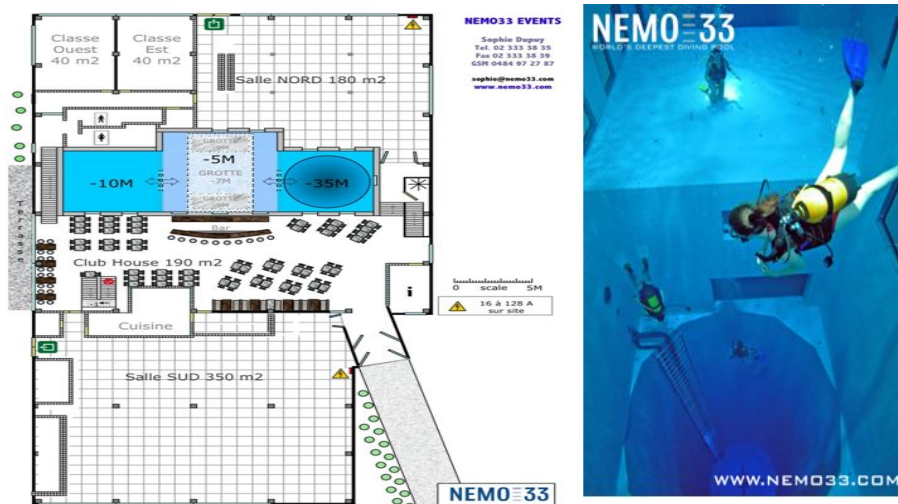 Classe
Ouest
40 m2
Classe
Est
40 m2
Salle NORD 180 m2
NEMO33 EVENTS
Sophie Dupuy
Tel. 02 333 38 35
Fax 02 333 38 39
GSM 0484 97 27 87
sophie@nemo33.com
www.nemo33.com
GROTTE
-5M
GROTTE
-7M
GROTTE
-10M
-35M
Terrasse
Bar
Club House 190 m2
-1
i
0 scale 5M
16 à 128 A
sur site
Cuisine
Salle SUD 350 m2
NEMO33
NEMO33
WORLD'S DEEPEST DIVING POOL
WWW.NEMO33.COM